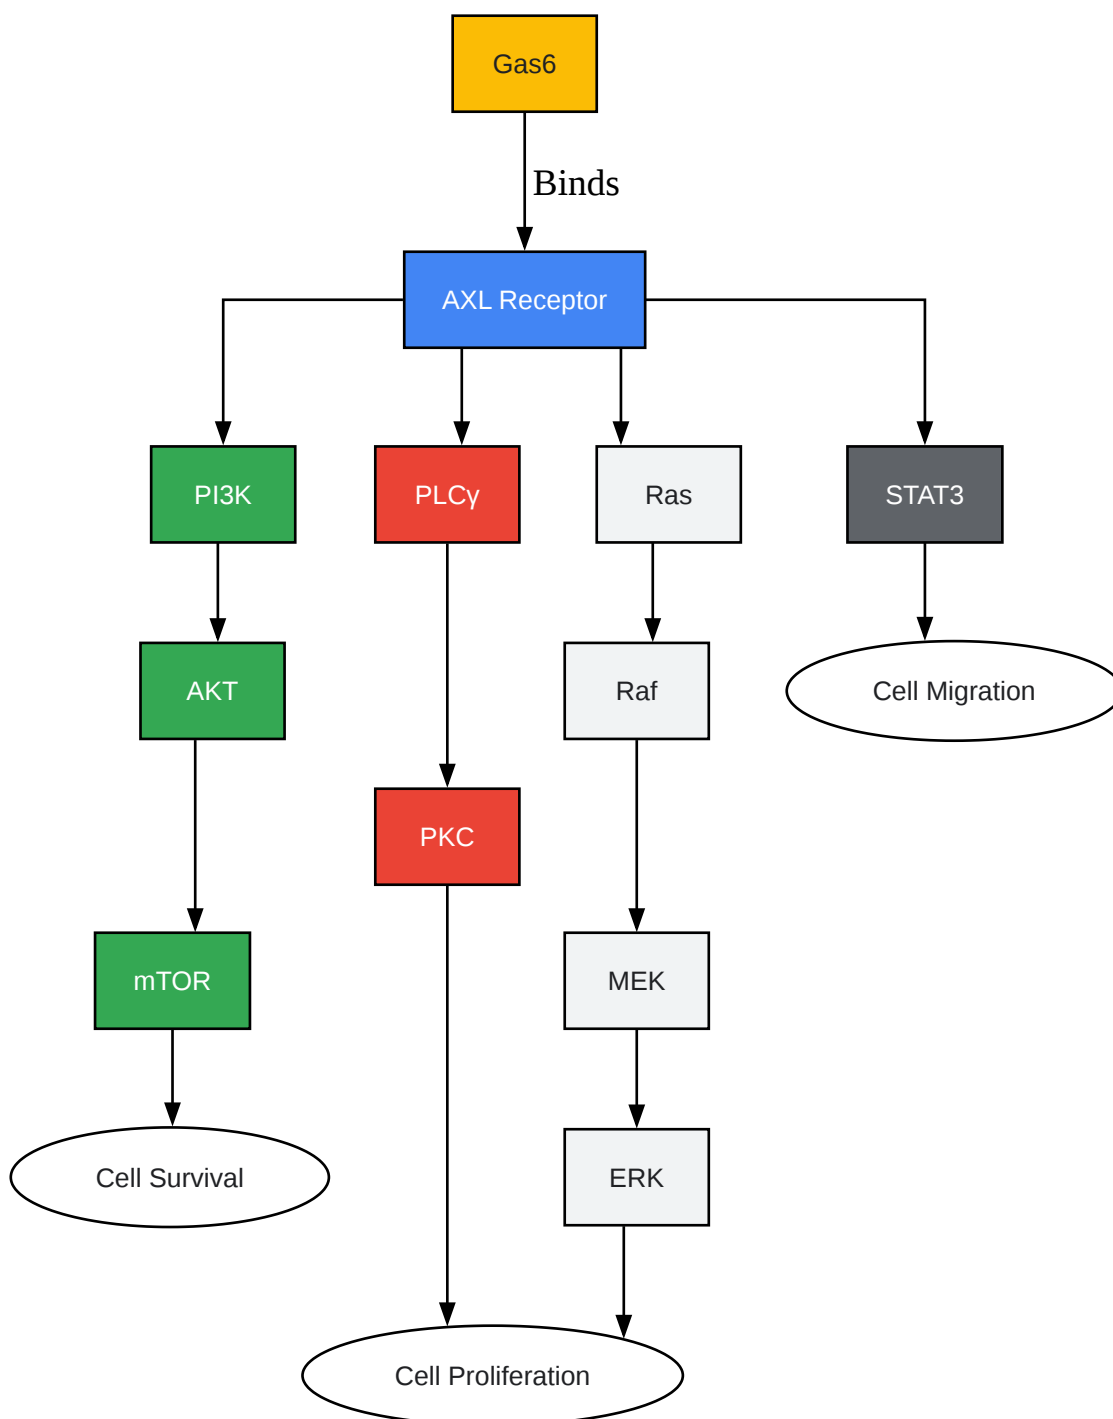 Gas6
Binds
AXL Receptor
PI3K
PLCγ
Ras
STAT3
AKT
Raf
Cell Migration
PKC
mTOR
MEK
Cell Survival
ERK
Cell Proliferation